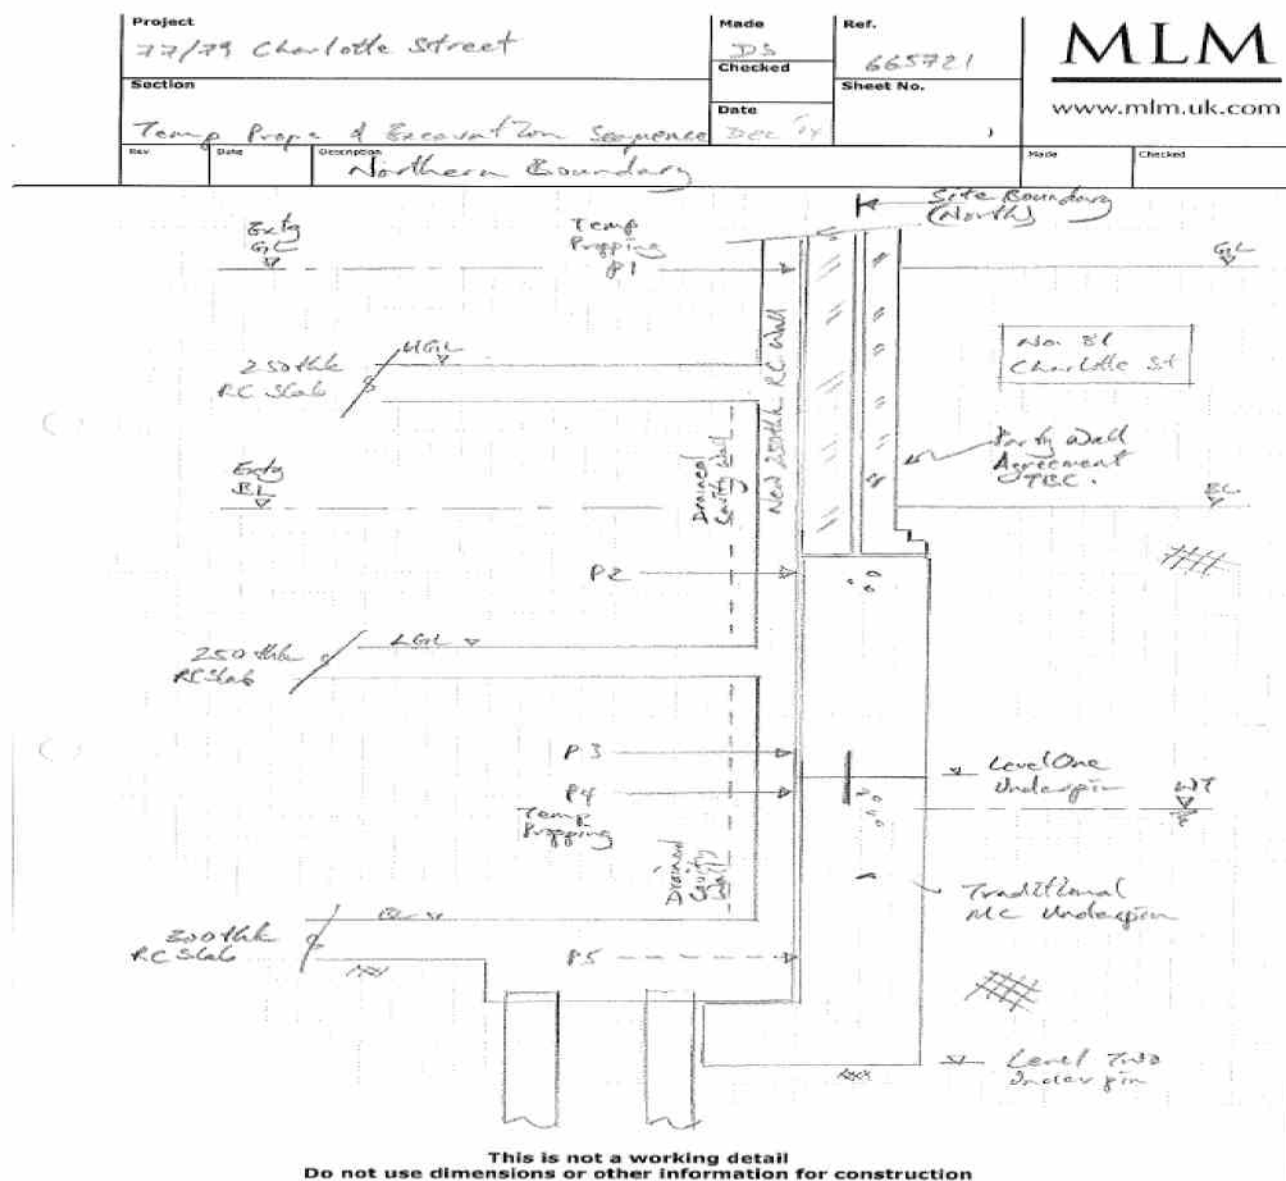 Project
77/79 Charlotte Street
Made
DS
Ref.
665721
MLM
Checked
Section
Sheet No.
www.mlm.uk.com
Temp Props & Excavation Sequence
Date
Dec '14
1
Rev.
Date
Description
Northern Boundary
Made
Checked
Site Boundary
(North)
Extg
GL
Temp
Propping
P1
GL
New 250thk RC Wall
No. 81
Charlotte St
250thk
RC Slab
UGL
Party Wall
Agreement
TBC.
Extg
BL
Drained
Cavity Wall
BL
P2
250thk
RC Slab
LGL
P3
Level One
Underpin
P4
WT
Temp
Propping
Drained
Cavity
Wall
Traditional
MC Underpin
300thk
RC Slab
BL
P5
Level Two
Underpin
This is not a working detail
Do not use dimensions or other information for construction